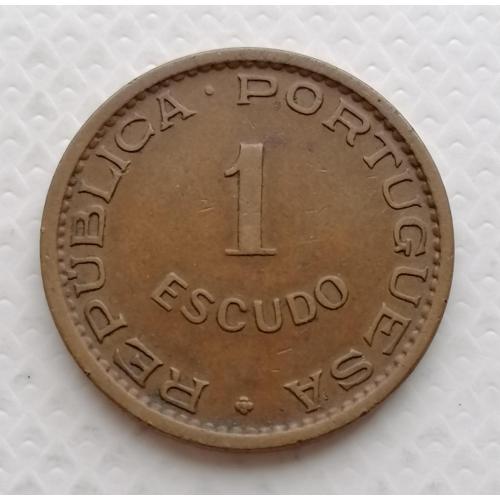 REPUBLICA · PORTUGUESA
1
ESCUDO